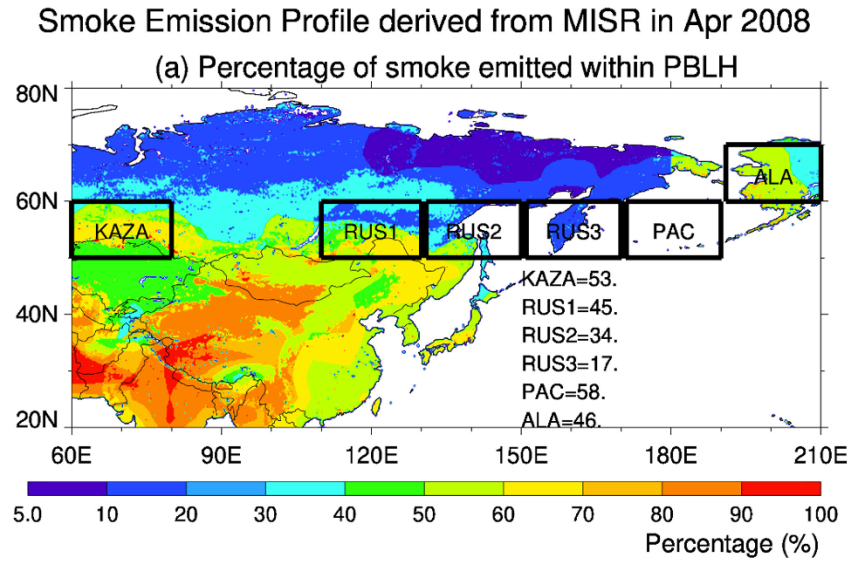 Smoke Emission Profile derived from MISR in Apr 2008
(a) Percentage of smoke emitted within PBLH
80N
60N
40N
20N
KAZA
RUS1
RUS2
RUS3
PAC
ALA
KAZA=53.
RUS1=45.
RUS2=34.
RUS3=17.
PAC=58.
ALA=46.
60E 90E 120E 150E 180E 210E
5.0 10 20 30 40 50 60 70 80 90 100
Percentage (%)